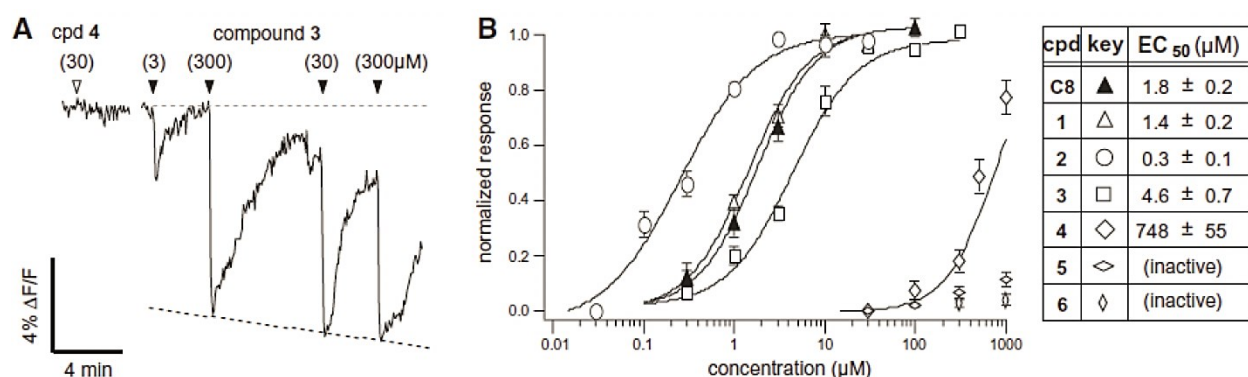 A
cpd 4
compound 3
(30)
(3)
(300)
(30)
(300µM)
4% ΔF/F
4 min
B
normalized response
1.0
0.8
0.6
0.4
0.2
0.0
0.01
0.1
1
10
100
1000
concentration (µM)
cpd key EC 50 (µM)
C8 1.8 ± 0.2
1 1.4 ± 0.2
2 0.3 ± 0.1
3 4.6 ± 0.7
4 748 ± 55
5 (inactive)
6 (inactive)